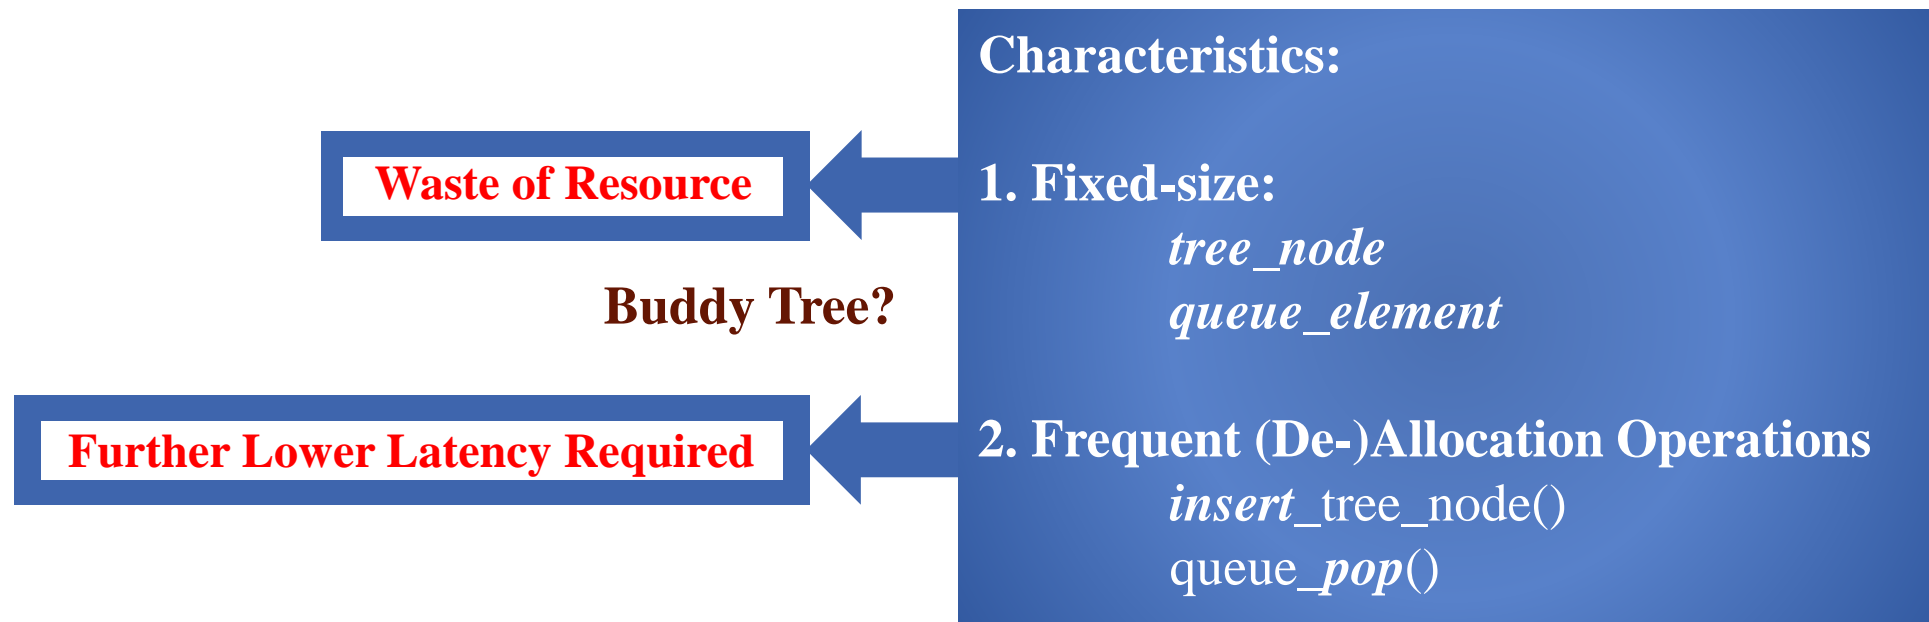 Characteristics:
Waste of Resource
1. Fixed-size:
tree_node
queue_element
Buddy Tree?
Further Lower Latency Required
2. Frequent (De-)Allocation Operations
insert_tree_node()
queue_pop()